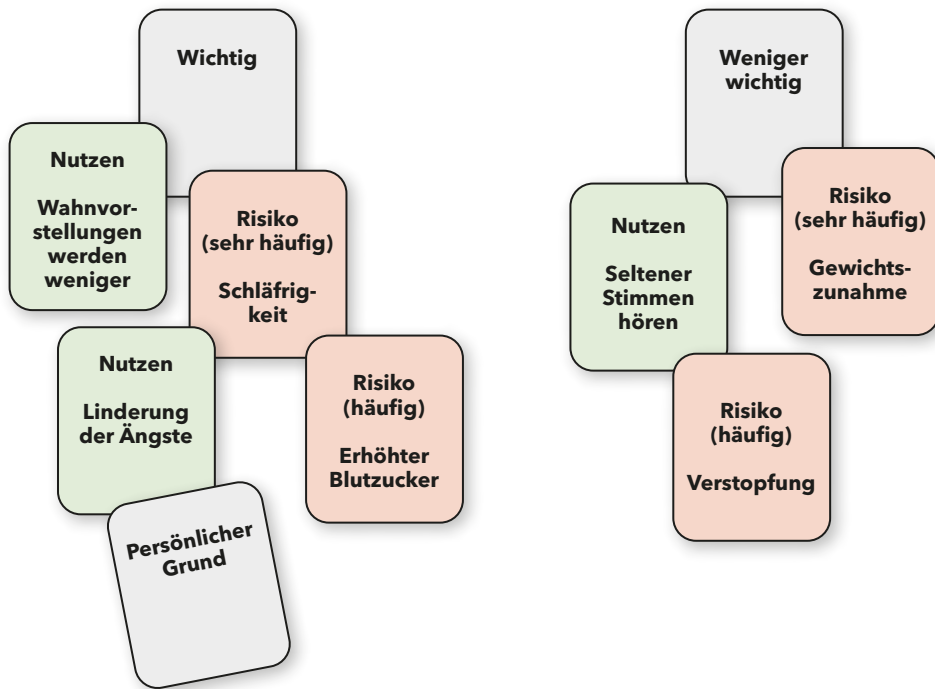 Wichtig
Nutzen
Wahnvor-
stellungen
werden
weniger
Risiko
(sehr häufig)
Schläfrig-
keit
Nutzen
Linderung
der Ängste
Risiko
(häufig)
Erhöhter
Blutzucker
Persönlicher
Grund
Weniger
wichtig
Risiko
(sehr häufig)
Gewichts-
zunahme
Nutzen
Seltener
Stimmen
hören
Risiko
(häufig)
Verstopfung